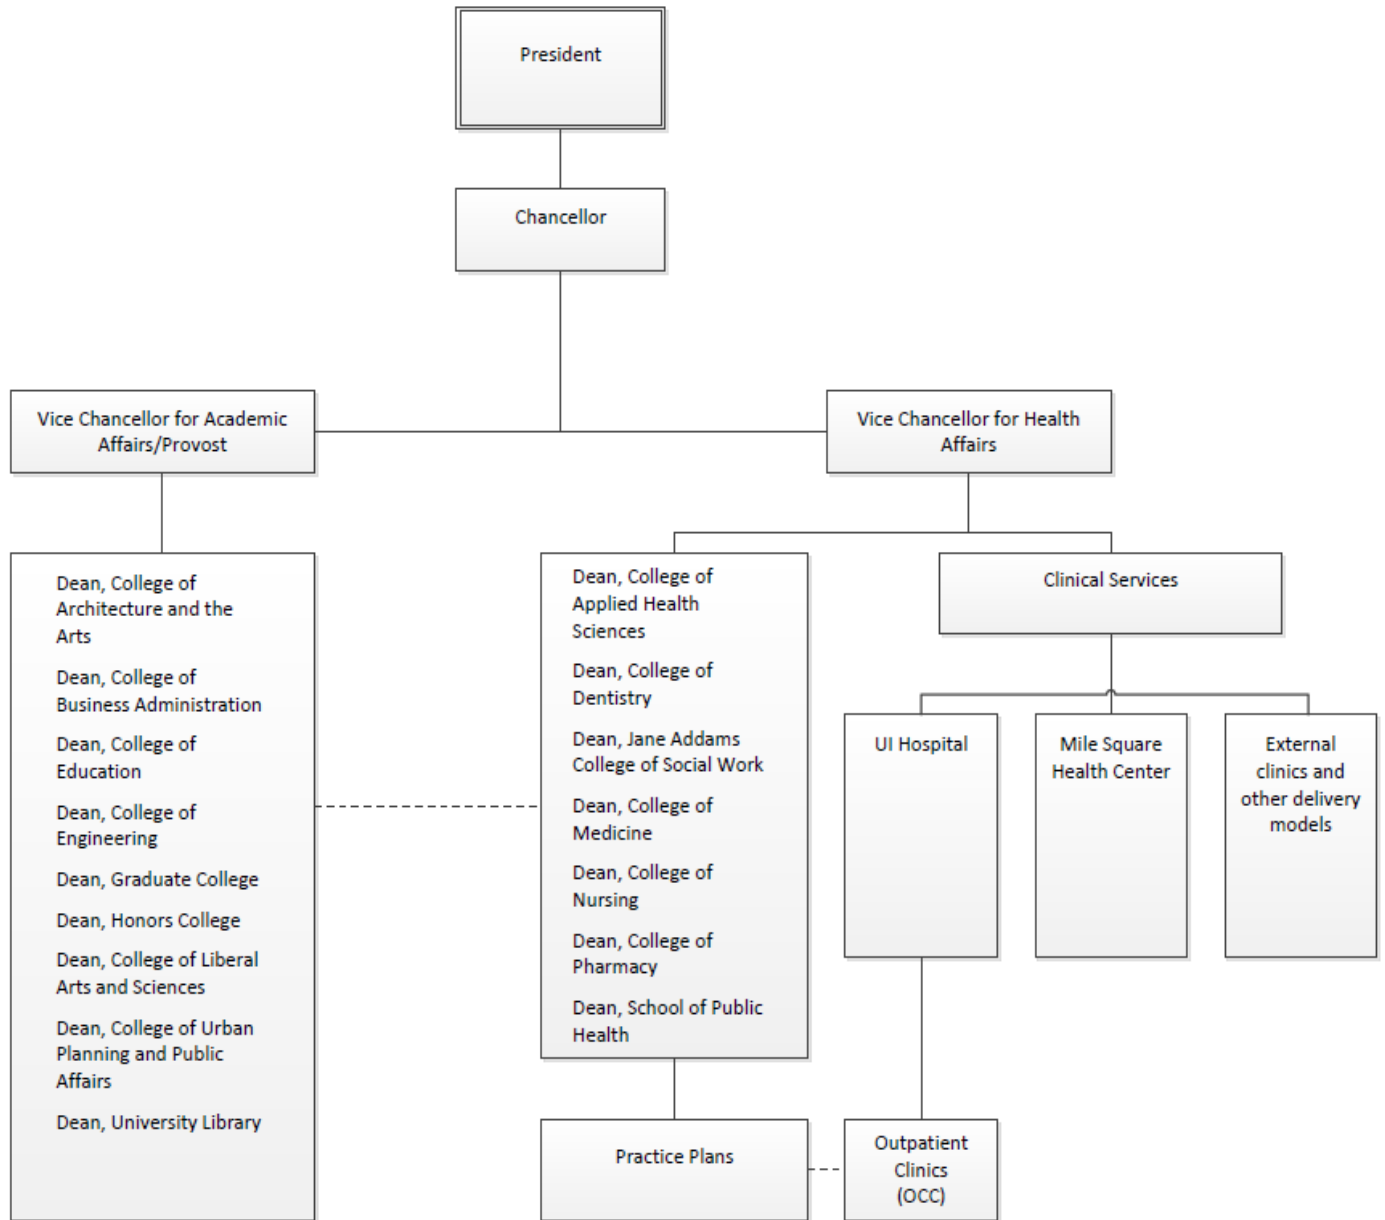 President
Chancellor
Vice Chancellor for Academic
Affairs/Provost
Vice Chancellor for Health
Affairs
Dean, College of
Architecture and the
Arts
Dean, College of
Business Administration
Dean, College of
Education
Dean, College of
Engineering
Dean, Graduate College
Dean, Honors College
Dean, College of Liberal
Arts and Sciences
Dean, College of Urban
Planning and Public
Affairs
Dean, University Library
Dean, College of
Applied Health
Sciences
Dean, College of
Dentistry
Dean, Jane Addams
College of Social Work
Dean, College of
Medicine
Dean, College of
Nursing
Dean, College of
Pharmacy
Dean, School of Public
Health
Clinical Services
UI Hospital
Mile Square
Health Center
External
clinics and
other delivery
models
Practice Plans
Outpatient
Clinics
(OCC)